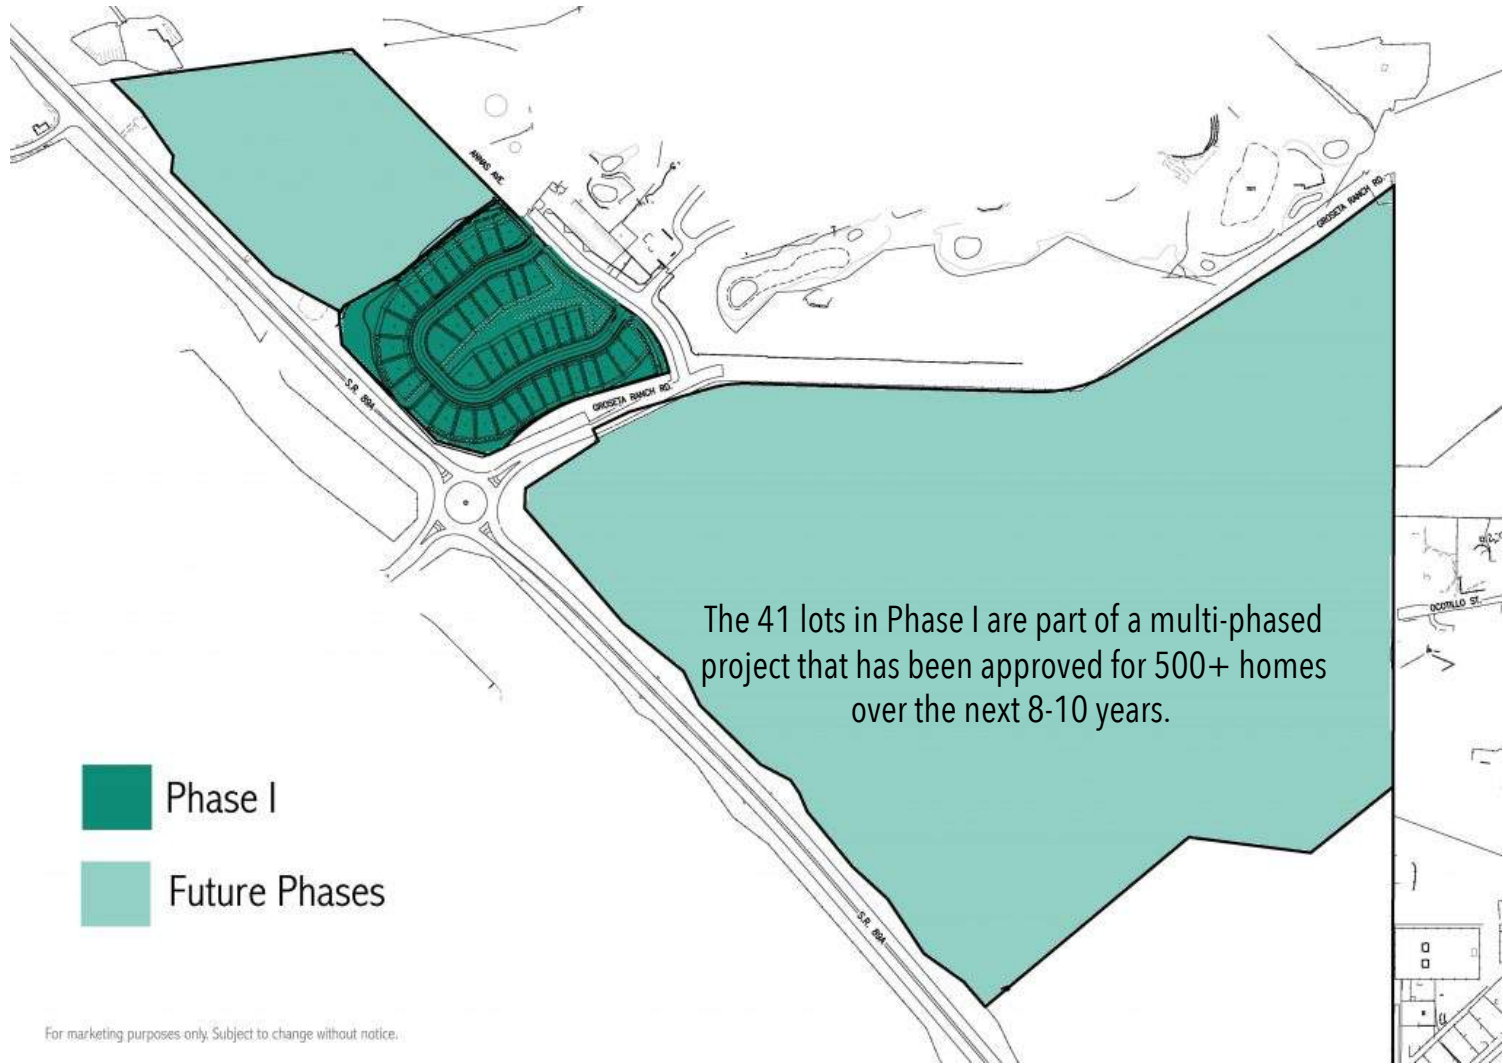 ANNAS AVE.
GROSETA RANCH RD.
S.R. 89A
GROSETA RANCH RD.
OCOTILLO ST.
The 41 lots in Phase I are part of a multi-phased
project that has been approved for 500+ homes
over the next 8-10 years.
Phase I
Future Phases
S.R. 89A
For marketing purposes only. Subject to change without notice.